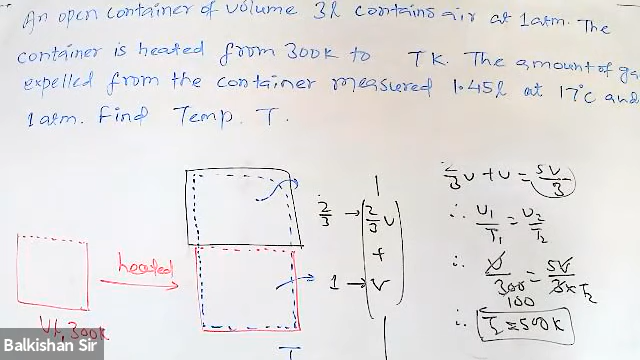 An open container of volume 3l contains air at 1atm. The
container is heated from 300K to T K. The amount of ga
expelled from the container measured 1.45l at 17°C and
1atm. Find Temp. T.
2/3 V + V = 5V/3
2/3 → 2/3 V
+
1 → V
∴ V1/T1 = V2/T2
∴ V/300 = 5V/3×T2
100
∴ T2 = 500K
heated
Vl, 300K
T
Balkishan Sir